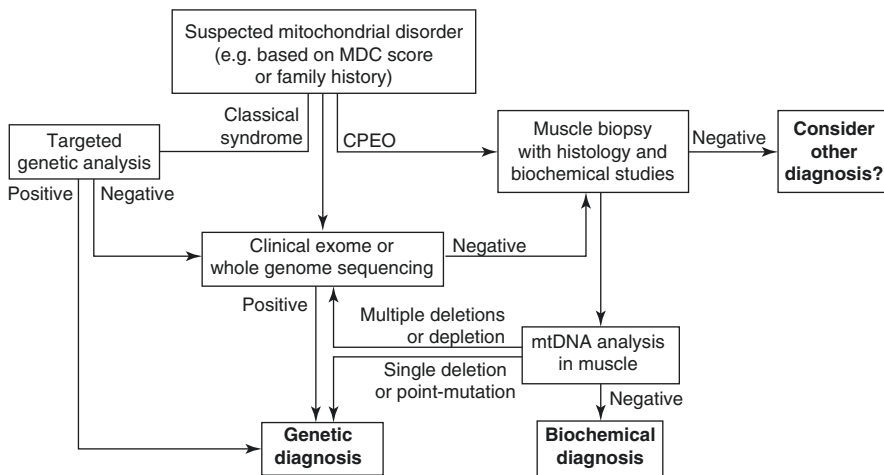 Suspected mitochondrial disorder
(e.g. based on MDC score
or family history)
Classical
syndrome
CPEO
Targeted
genetic analysis
Muscle biopsy
with histology and
biochemical studies
Negative
Consider
other
diagnosis?
Positive
Negative
Clinical exome or
whole genome sequencing
Negative
Positive
Multiple deletions
or depletion
mtDNA analysis
in muscle
Single deletion
or point-mutation
Negative
Genetic
diagnosis
Biochemical
diagnosis